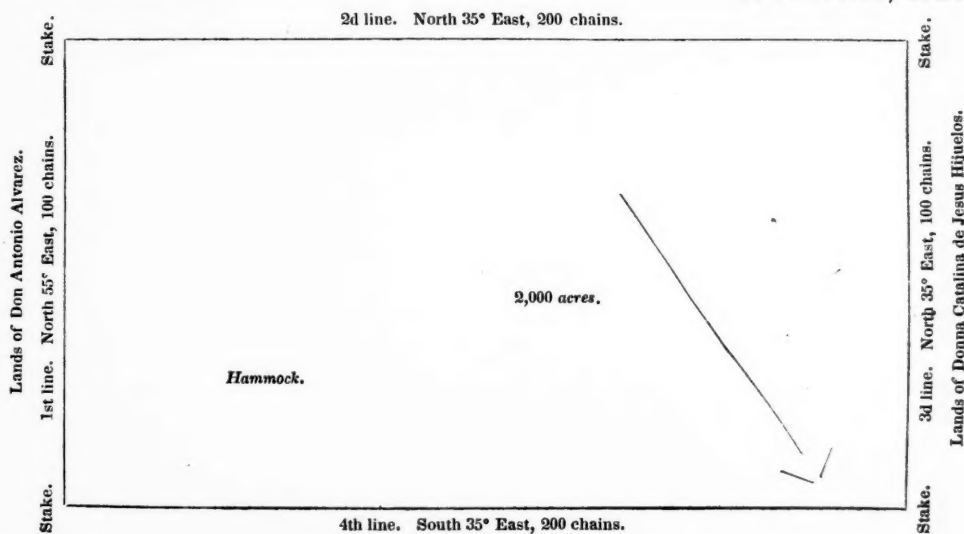 2d line. North 35° East, 200 chains.
Stake.
Stake.
Lands of Don Antonio Alvarez.
1st line. North 55° East, 100 chains.
2,000 acres.
Hammock.
3d line. North 35° East, 100 chains.
Lands of Donna Catalina de Jesus Hijuelos.
Stake.
Stake.
4th line. South 35° East, 200 chains.